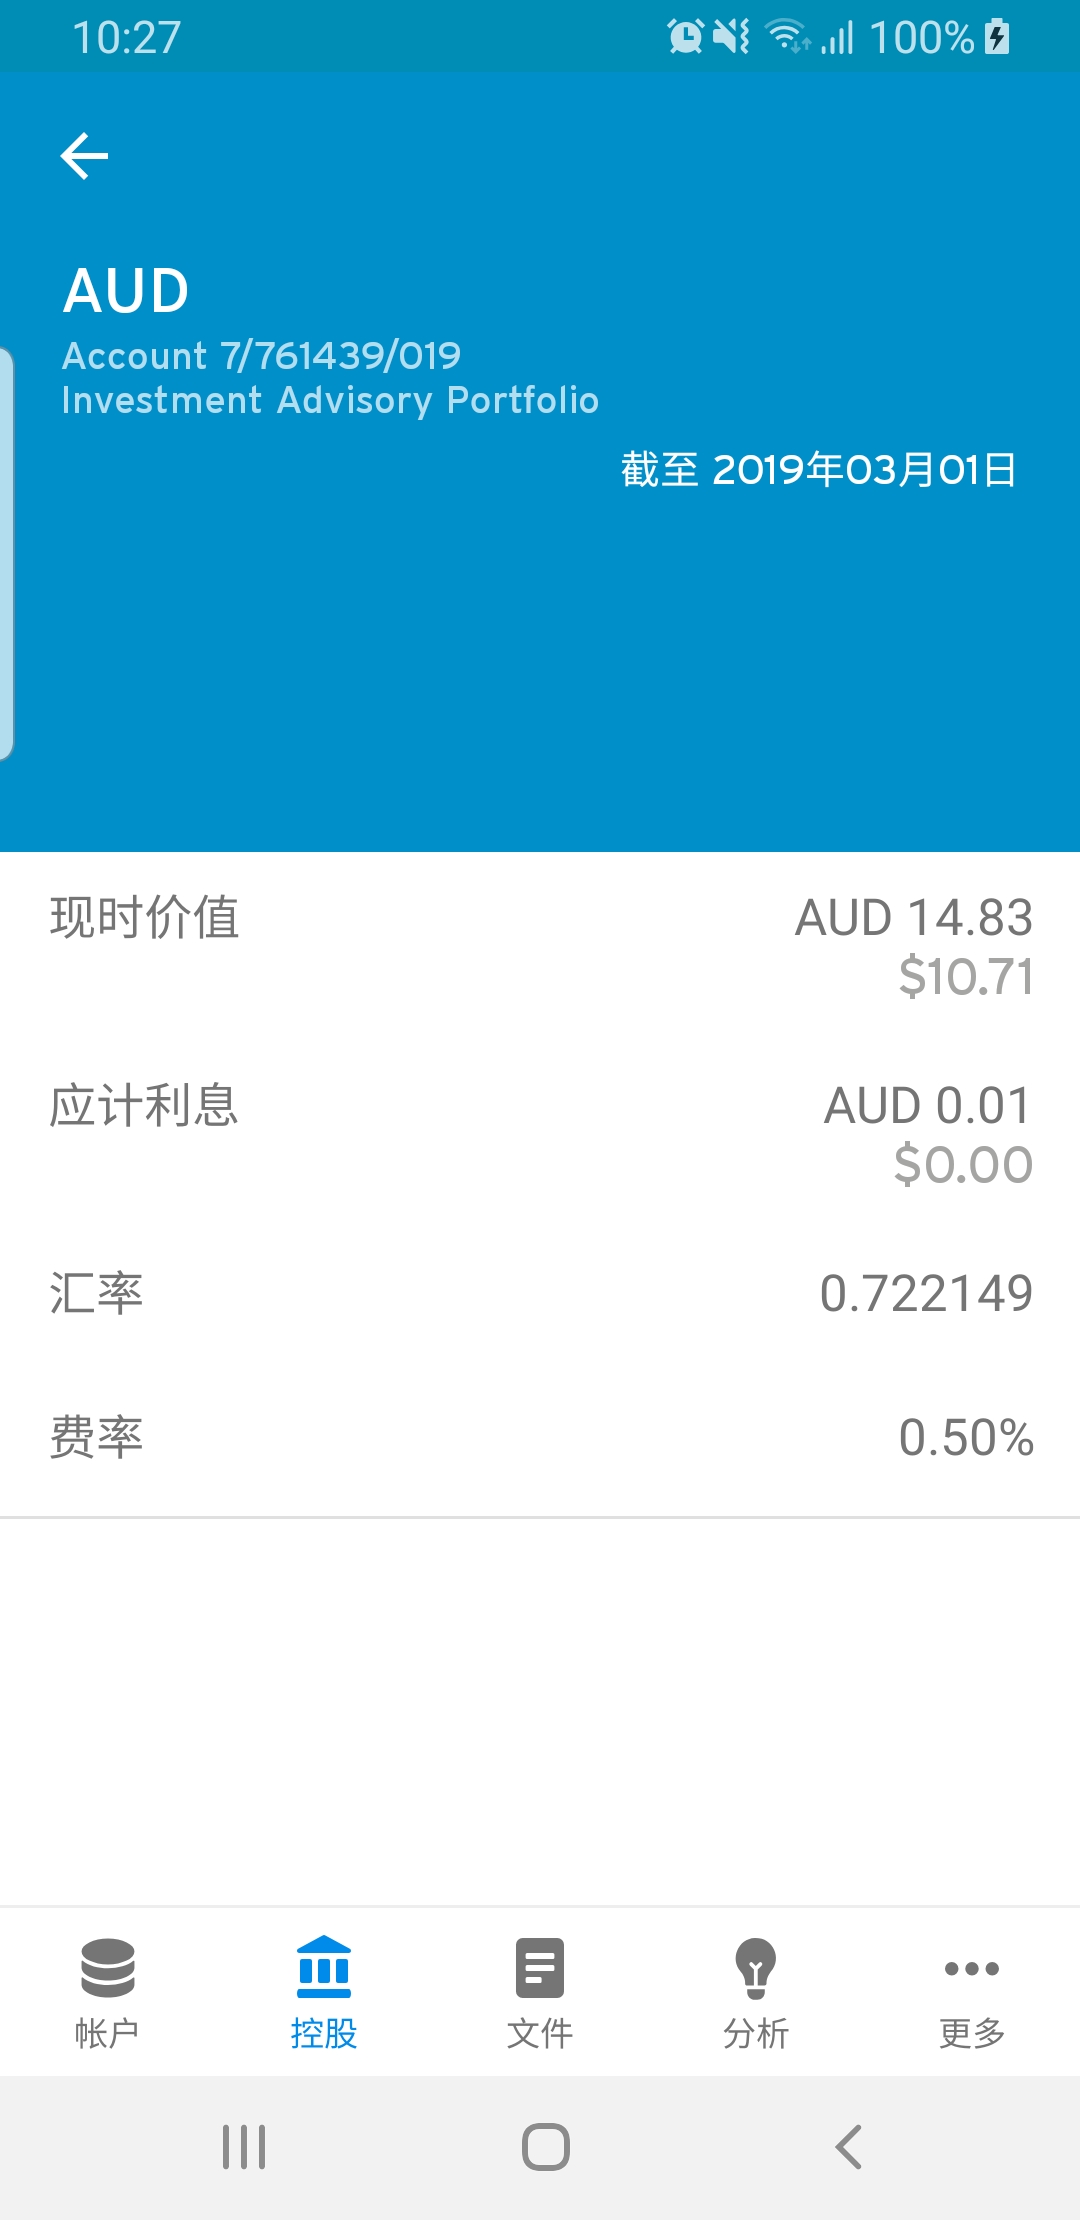 10:27
100%
AUD
Account 7/761439/019
Investment Advisory Portfolio
截至 2019年03月01日
现时价值
AUD 14.83
$10.71
应计利息
AUD 0.01
$0.00
汇率
0.722149
费率
0.50%
帐户
控股
文件
分析
更多